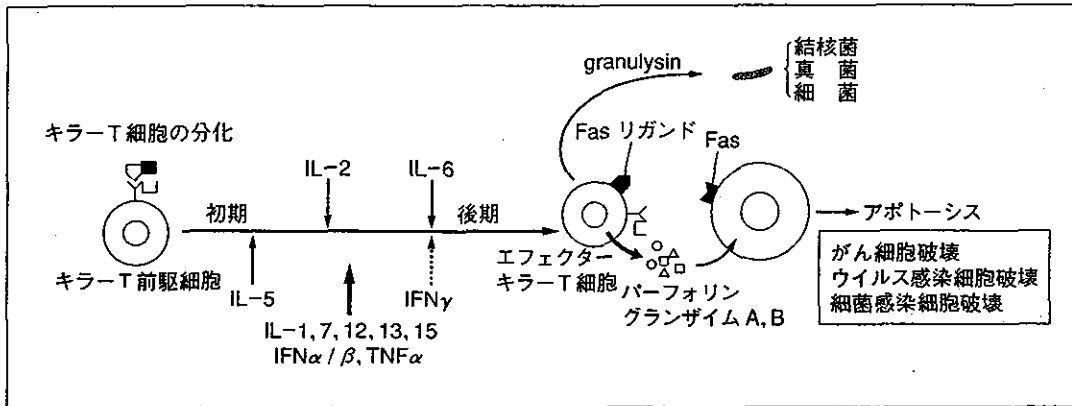 granulysin
結核菌
真　菌
細　菌
キラーT細胞の分化
Fas リガンド
Fas
IL-2
IL-6
初期
後期
アポトーシス
キラーT前駆細胞
IL-5
IFNγ
エフェクター
キラーT細胞
パーフォリン
グランザイム A, B
IL-1, 7, 12, 13, 15
IFNα / β, TNFα
がん細胞破壊
ウイルス感染細胞破壊
細菌感染細胞破壊